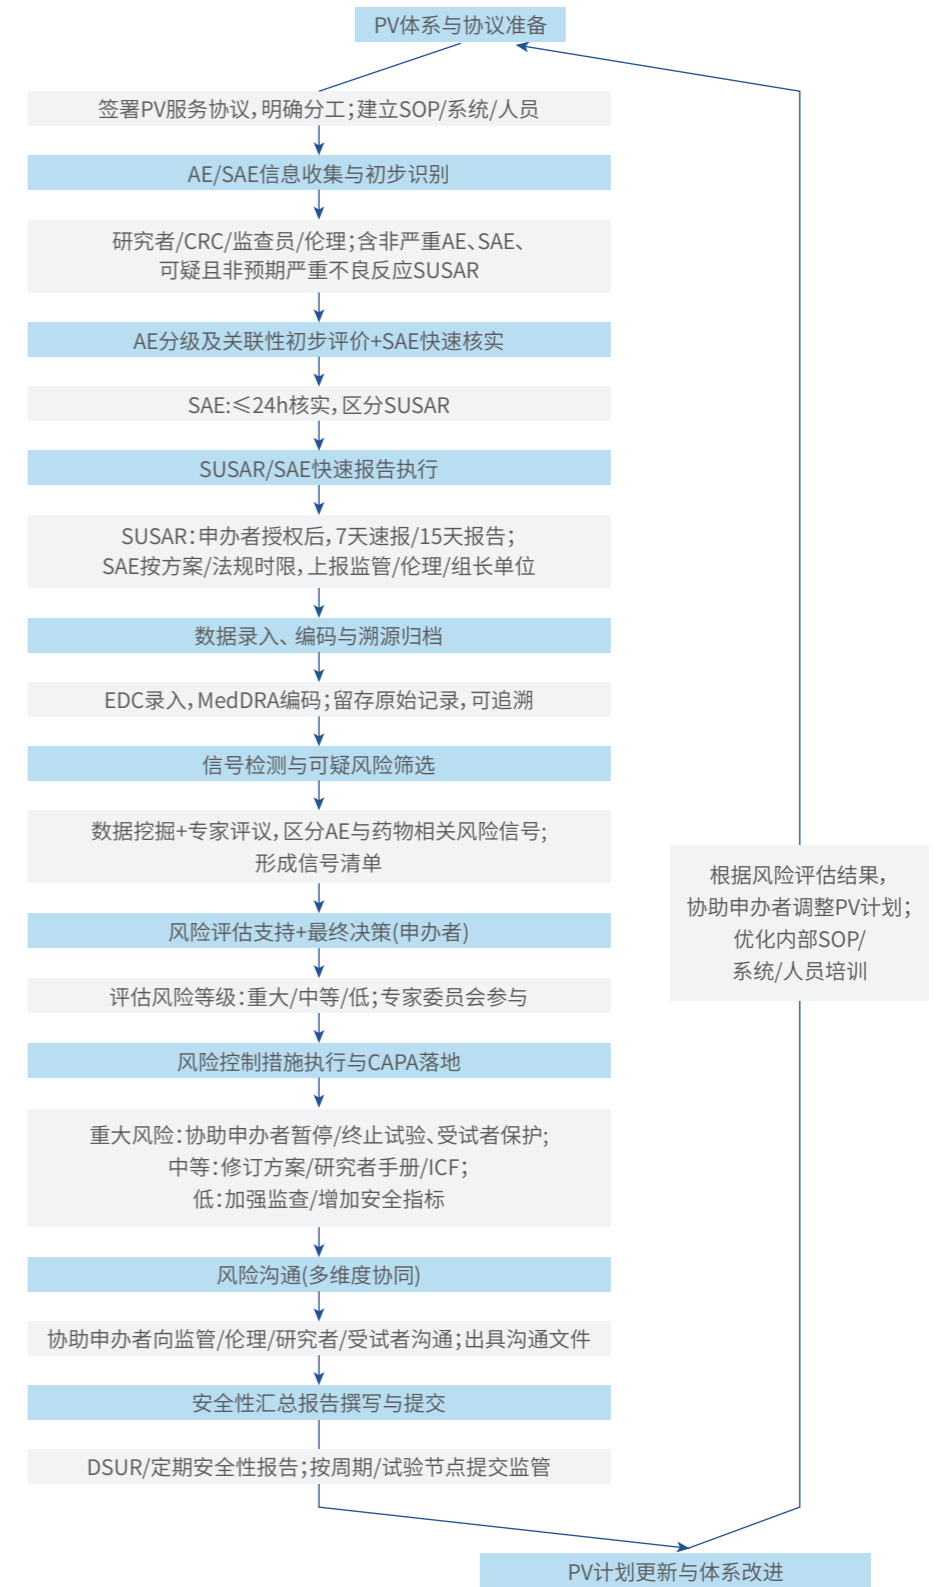 PV体系与协议准备
签署PV服务协议，明确分工；建立SOP/系统/人员
AE/SAE信息收集与初步识别
研究者/CRC/监查员/伦理；含非严重AE、SAE、
可疑且非预期严重不良反应SUSAR
AE分级及关联性初步评价+SAE快速核实
SAE:≤24h核实，区分SUSAR
SUSAR/SAE快速报告执行
SUSAR：申办者授权后，7天速报/15天报告；
SAE按方案/法规时限，上报监管/伦理/组长单位
数据录入、编码与溯源归档
EDC录入，MedDRA编码；留存原始记录，可追溯
信号检测与可疑风险筛选
数据挖掘+专家评议，区分AE与药物相关风险信号；
形成信号清单
风险评估支持+最终决策(申办者)
评估风险等级：重大/中等/低；专家委员会参与
风险控制措施执行与CAPA落地
重大风险：协助申办者暂停/终止试验、受试者保护；
中等：修订方案/研究者手册/ICF；
低：加强监查/增加安全指标
风险沟通(多维度协同)
协助申办者向监管/伦理/研究者/受试者沟通；出具沟通文件
安全性汇总报告撰写与提交
DSUR/定期安全性报告；按周期/试验节点提交监管
PV计划更新与体系改进
根据风险评估结果，
协助申办者调整PV计划；
优化内部SOP/
系统/人员培训